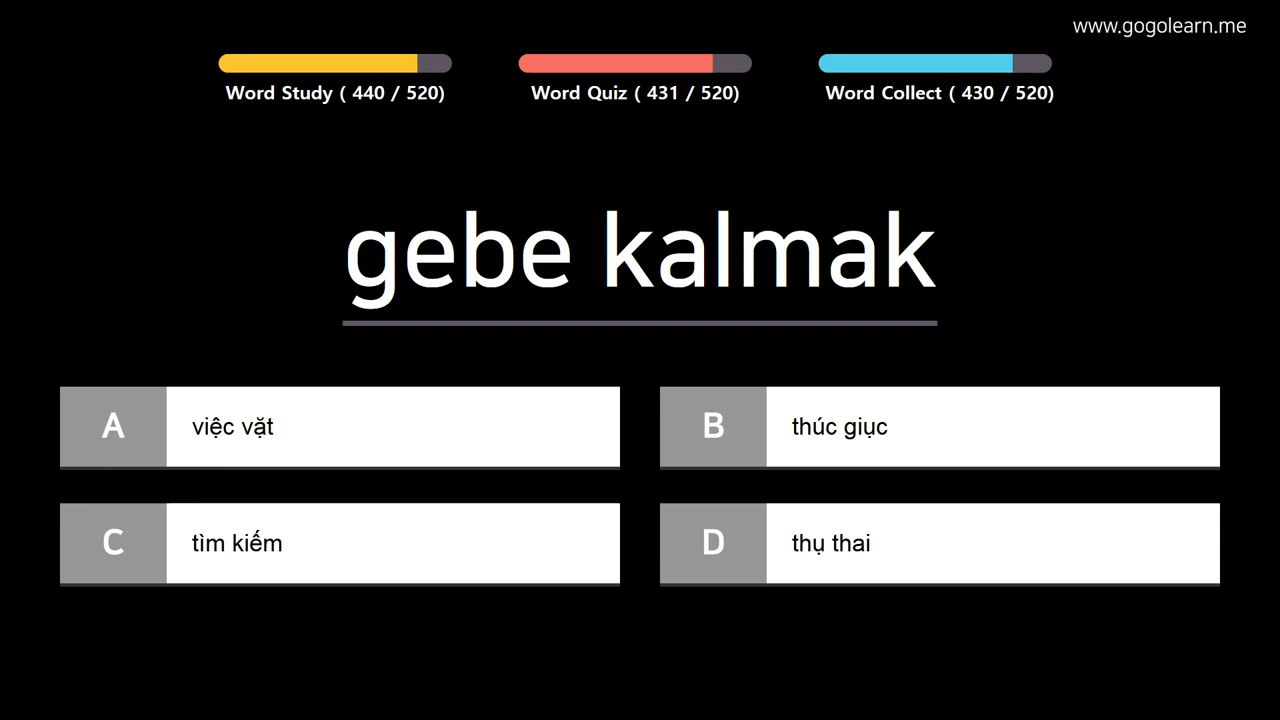 www.gogolearn.me
Word Study ( 440 / 520)
Word Quiz ( 431 / 520)
Word Collect ( 430 / 520)
gebe kalmak
A
việc vặt
B
thúc giục
C
tìm kiếm
D
thụ thai